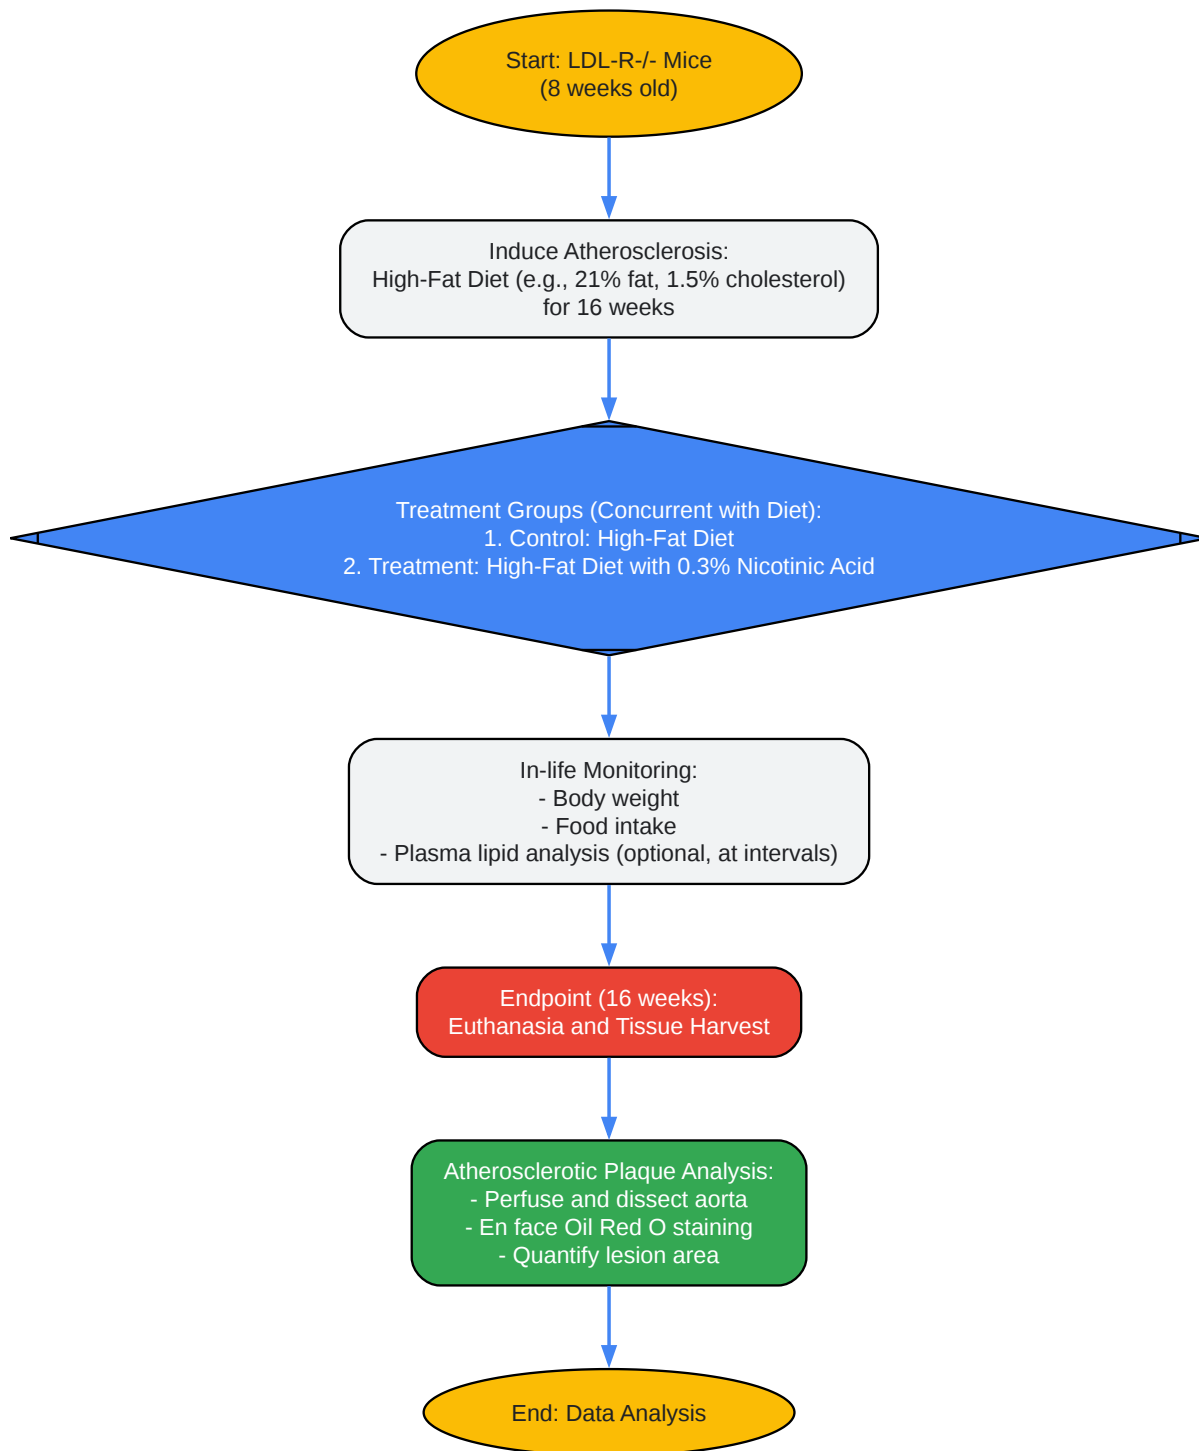 Start: LDL-R-/- Mice
(8 weeks old)
Induce Atherosclerosis:
High-Fat Diet (e.g., 21% fat, 1.5% cholesterol)
for 16 weeks
Treatment Groups (Concurrent with Diet):
1. Control: High-Fat Diet
2. Treatment: High-Fat Diet with 0.3% Nicotinic Acid
In-life Monitoring:
- Body weight
- Food intake
- Plasma lipid analysis (optional, at intervals)
Endpoint (16 weeks):
Euthanasia and Tissue Harvest
Atherosclerotic Plaque Analysis:
- Perfuse and dissect aorta
- En face Oil Red O staining
- Quantify lesion area
End: Data Analysis